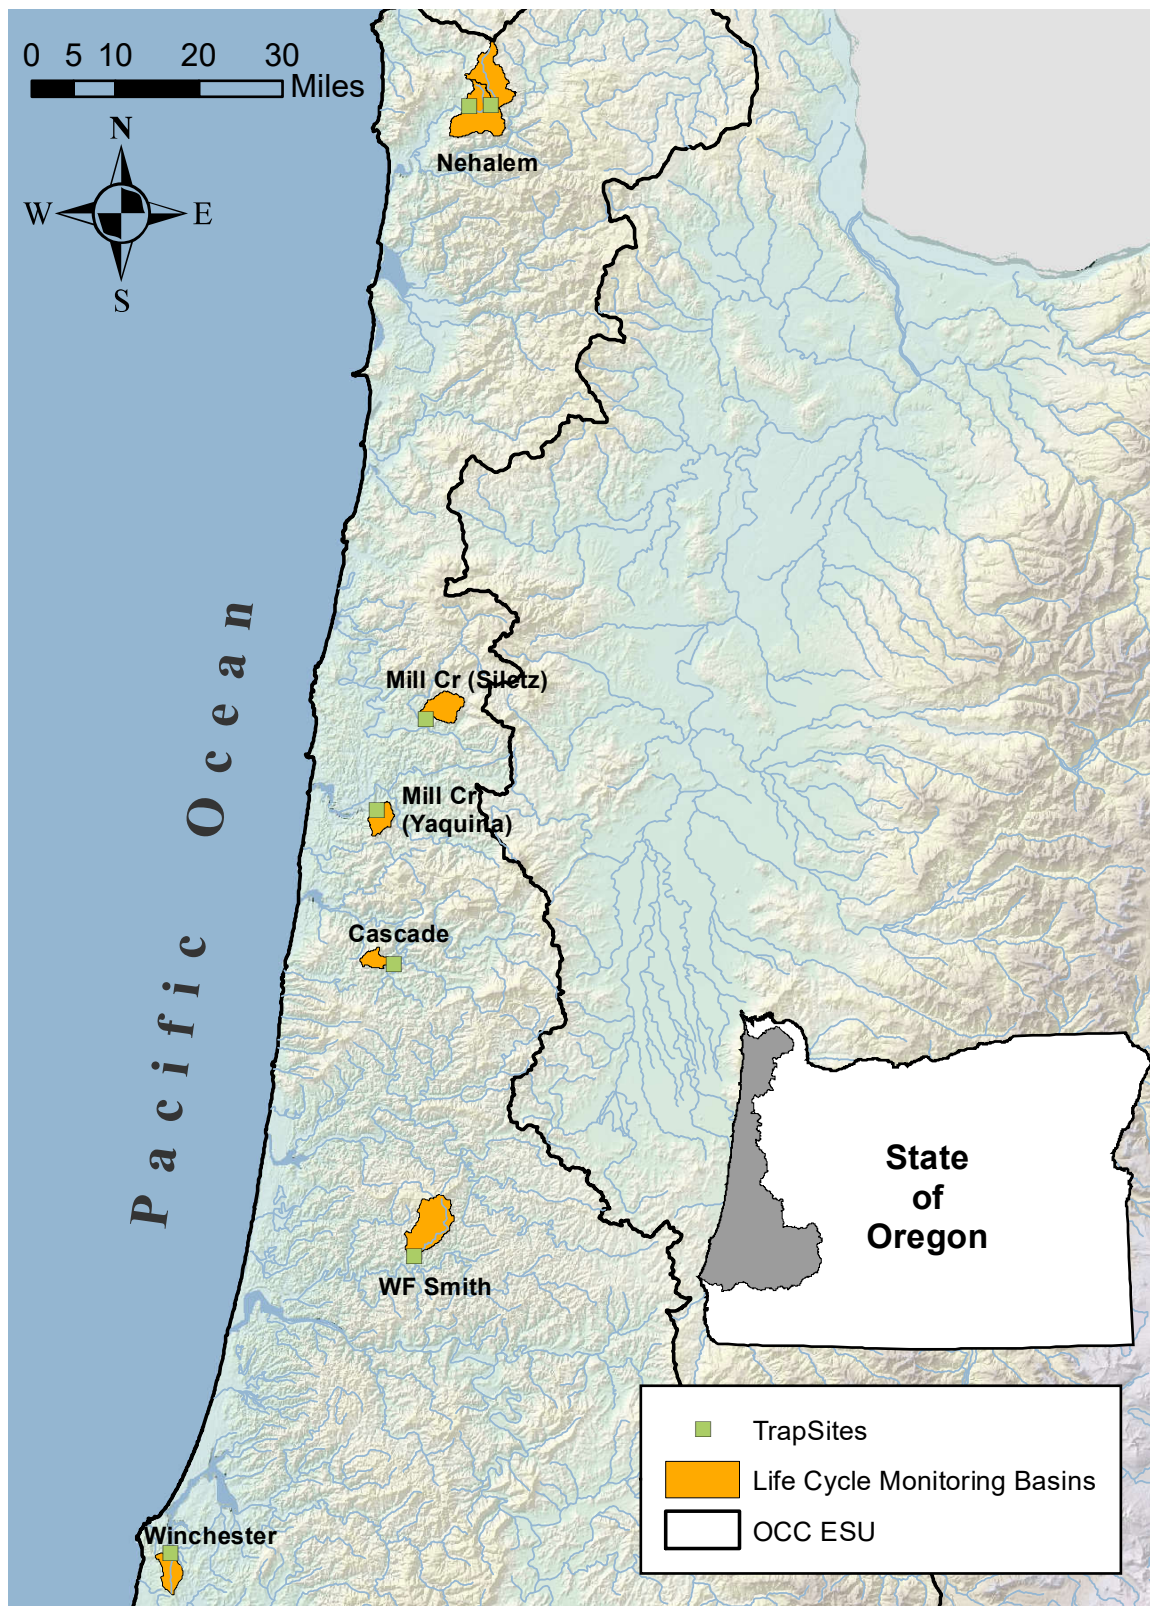 0 5 10 20 30
Miles
N
W E
S
Nehalem
Mill Cr (Siletz)
Mill Cr
(Yaquina)
Cascade
WF Smith
Winchester
Pacific Ocean
State
of
Oregon
TrapSites
Life Cycle Monitoring Basins
OCC ESU